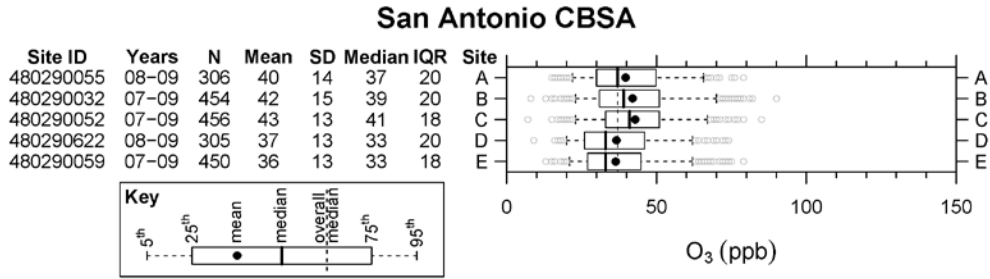 San Antonio CBSA
Site ID Years N Mean SD Median IQR Site
480290055 08-09 306 40 14 37 20 A A
480290032 07-09 454 42 15 39 20 B B
480290052 07-09 456 43 13 41 18 C C
480290622 08-09 305 37 13 33 20 D D
480290059 07-09 450 36 13 33 18 E E
0 50 100 150
O3 (ppb)
Key
5th 25th mean median overall median 75th 95th